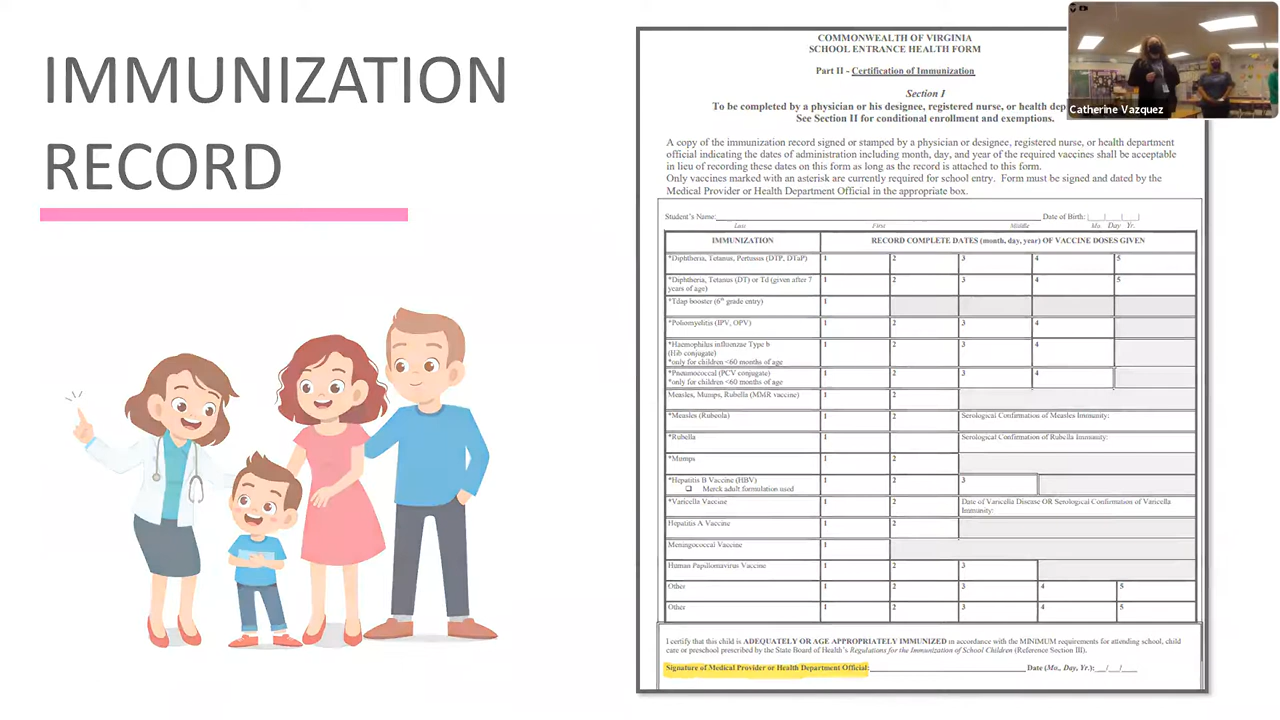 IMMUNIZATION
RECORD
COMMONWEALTH OF VIRGINIA
SCHOOL ENTRANCE HEALTH FORM
Part II - Certification of Immunization
Section I
To be completed by a physician or his designee, registered nurse, or health
See Section II for conditional enrollment and exemptions.
Catherine Vazquez
A copy of the immunization record signed or stamped by a physician or designee, registered nurse, or health department
official indicating the dates of administration including month, day, and year of the required vaccines shall be acceptable
in lieu of recording these dates on this form as long as the record is attached to this form.
Only vaccines marked with an asterisk are currently required for school entry. Form must be signed and dated by the
Medical Provider or Health Department Official in the appropriate box.
Student's Name: Date of Birth: |___|___|___|
Last First Middle Mo. Day Yr.
IMMUNIZATION RECORD COMPLETE DATES (month, day, year) OF VACCINE DOSES GIVEN
*Diphtheria, Tetanus, Pertussis (DTP, DTaP) 1 2 3 4 5
*Diphtheria, Tetanus (DT) or Td (given after 7 1 2 3 4 5
years of age)
*Tdap booster (6th grade entry) 1
*Poliomyelitis (IPV, OPV) 1 2 3 4
*Haemophilus influenzae Type b 1 2 3 4
(Hib conjugate)
*only for children <60 months of age
*Pneumococcal (PCV conjugate) 1 2 3 4
*only for children <60 months of age
Measles, Mumps, Rubella (MMR vaccine) 1 2
*Measles (Rubeola) 1 2 Serological Confirmation of Measles Immunity:
*Rubella 1 2 Serological Confirmation of Rubella Immunity:
*Mumps 1 2
*Hepatitis B Vaccine (HBV) 1 2 3
❑ Merck adult formulation used
*Varicella Vaccine 1 2 Date of Varicella Disease OR Serological Confirmation of Varicella
Immunity:
Hepatitis A Vaccine 1 2
Meningococcal Vaccine 1
Human Papillomavirus Vaccine 1 2 3
Other 1 2 3 4 5
Other 1 2 3 4 5
I certify that this child is ADEQUATELY OR AGE APPROPRIATELY IMMUNIZED in accordance with the MINIMUM requirements for attending school, child
care or preschool prescribed by the State Board of Health's Regulations for the Immunization of School Children (Reference Section III).
Signature of Medical Provider or Health Department Official: Date (Mo., Day, Yr.): __/__/__